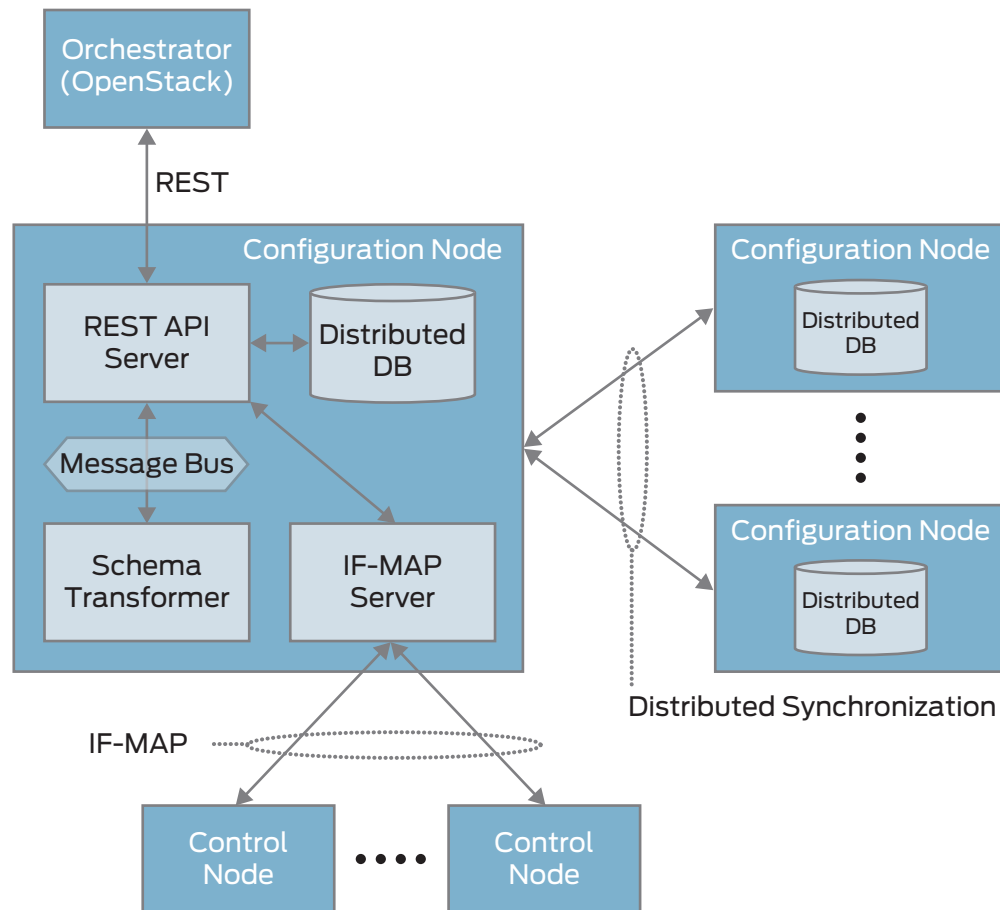 Orchestrator
(OpenStack)
REST
Configuration Node
REST API
Server
Distributed
DB
Message Bus
Schema
Transformer
IF-MAP
Server
Configuration Node
Distributed
DB
Configuration Node
Distributed
DB
Distributed Synchronization
IF-MAP
Control
Node
Control
Node